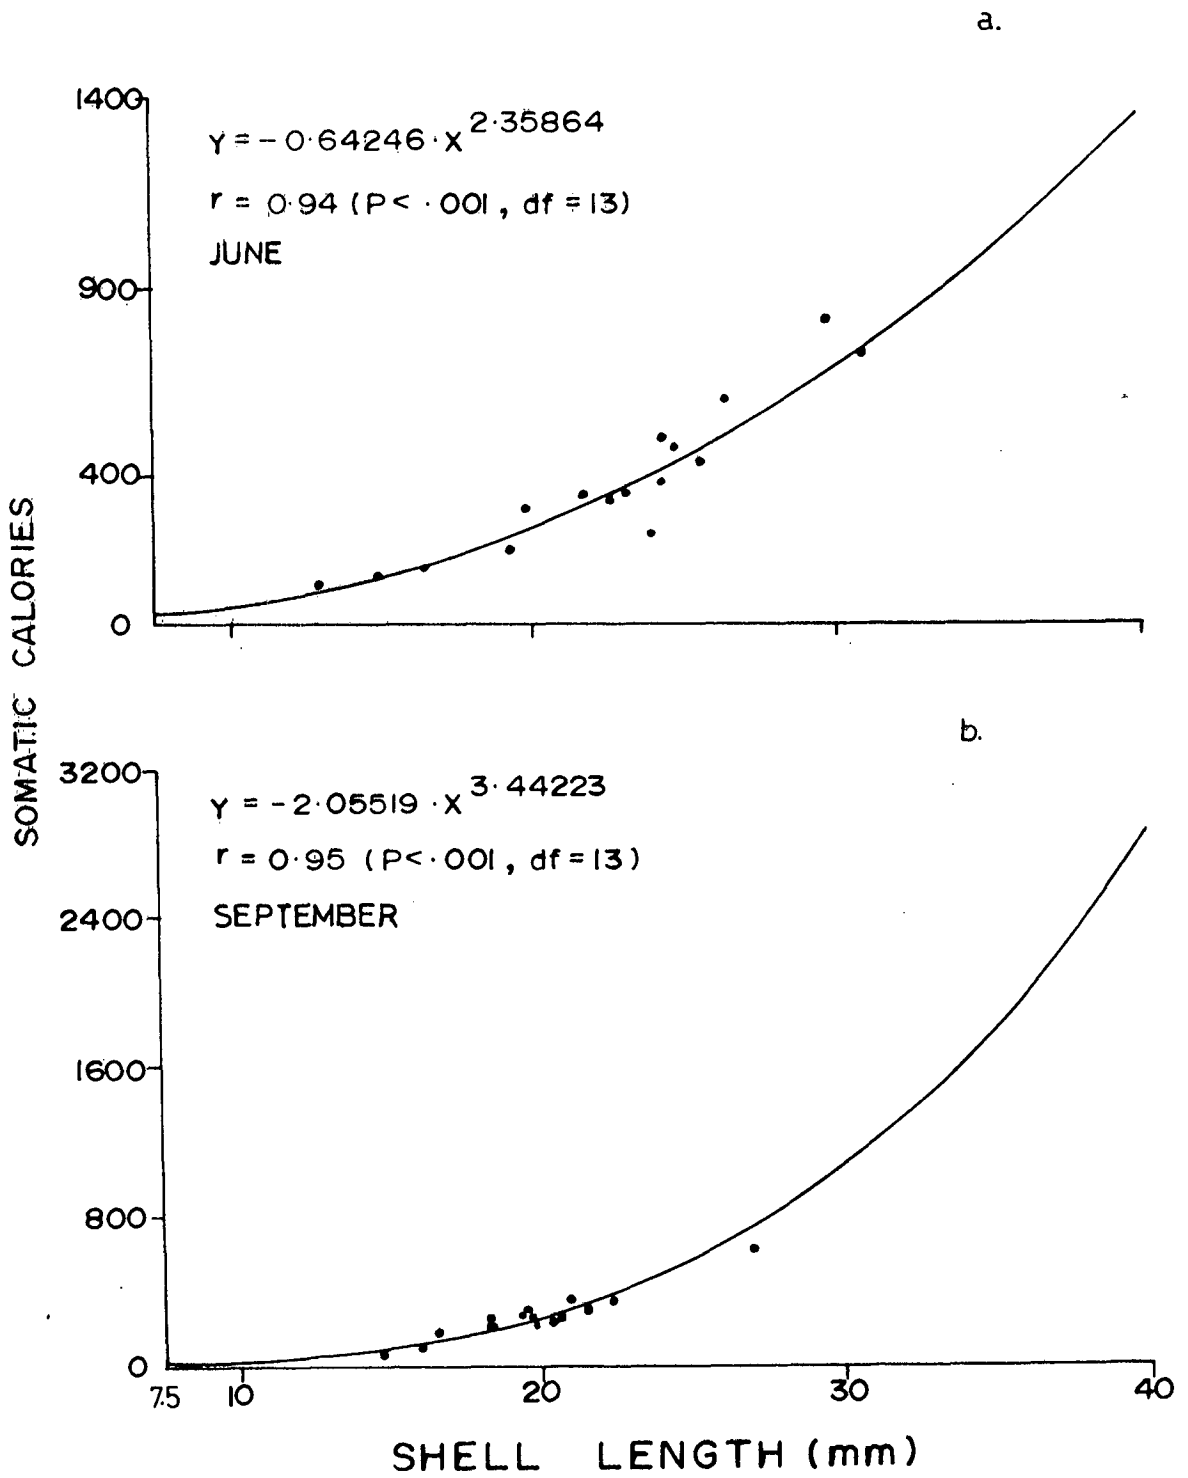 a.
1400
Y = -0·64246·X^2·35864
r = 0·94 (P< ·001, df = 13)
JUNE
900
400
0
SOMATIC CALORIES
b.
3200
Y = -2·05519 ·X^3·44223
r = 0·95 (P<·001, df = 13)
SEPTEMBER
2400
1600
800
0
7.5 10 20 30 40
SHELL LENGTH (mm)